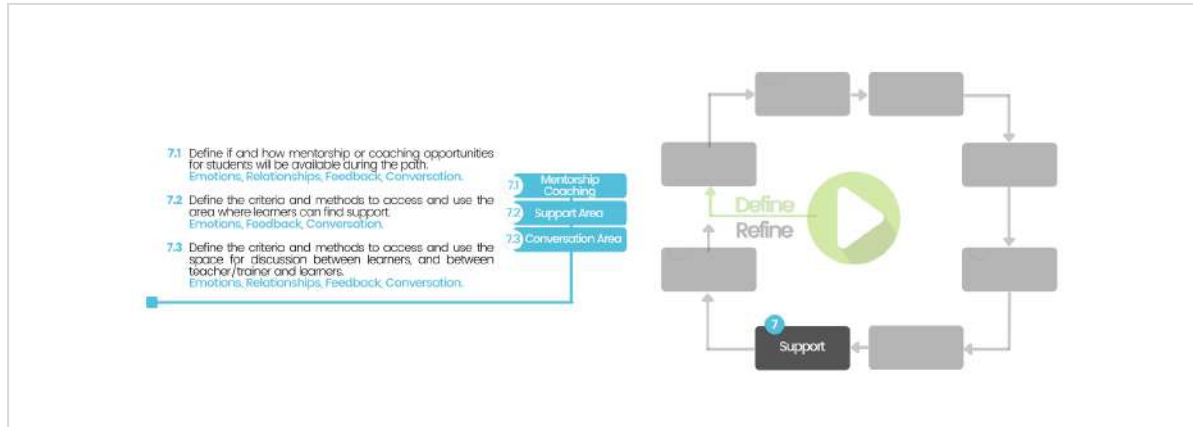 7.1 Define if and how mentorship or coaching opportunities
for students will be available during the path.
Emotions, Relationships, Feedback, Conversation.
7.2 Define the criteria and methods to access and use the
area where learners can find support.
Emotions, Feedback, Conversation.
7.3 Define the criteria and methods to access and use the
space for discussion between learners, and between
teacher/trainer and learners.
Emotions, Relationships, Feedback, Conversation.
7.1 Mentorship
Coaching
7.2 Support Area
7.3 Conversation Area
Define
Refine
7
Support